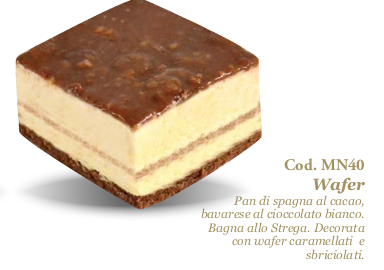 Cod. MN40
Wafer
Pan di spagna al cacao,
bavarese al cioccolato bianco.
Bagna allo Strega. Decorata
con wafer caramellati e
sbriciolati.